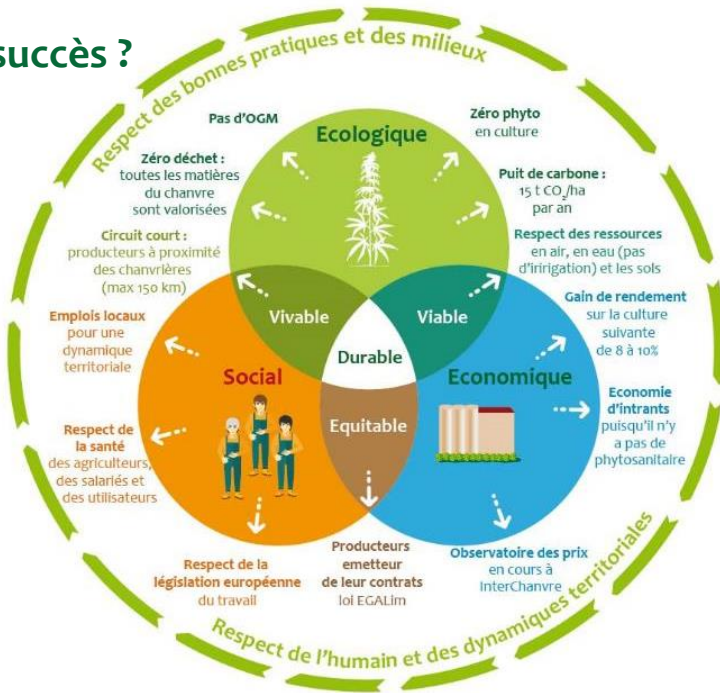 succès ?
Respect des bonnes pratiques et des milieux
Pas d'OGM
Ecologique
Zéro phyto
en culture
Zéro déchet :
toutes les matières
du chanvre
sont valorisées
Puit de carbone :
15 t CO₂/ha
par an
Circuit court :
producteurs à proximité
des chanvrières
(max 150 km)
Respect des ressources
en air, en eau (pas
d'iririgation) et les sols
Emplois locaux
pour une
dynamique
territoriale
Vivable
Viable
Gain de rendement
sur la culture
suivante
de 8 à 10%
Durable
Social
Economique
Equitable
Economie
d'intrants
puisqu'il n'y
a pas de
phytosanitaire
Respect de
la santé
des agriculteurs,
des salariés et
des utilisateurs
Respect de la
législation européenne
du travail
Producteurs
emetteur
de leur contrats
loi EGALim
Observatoire des prix
en cours à
InterChanvre
Respect de l'humain et des dynamiques territoriales